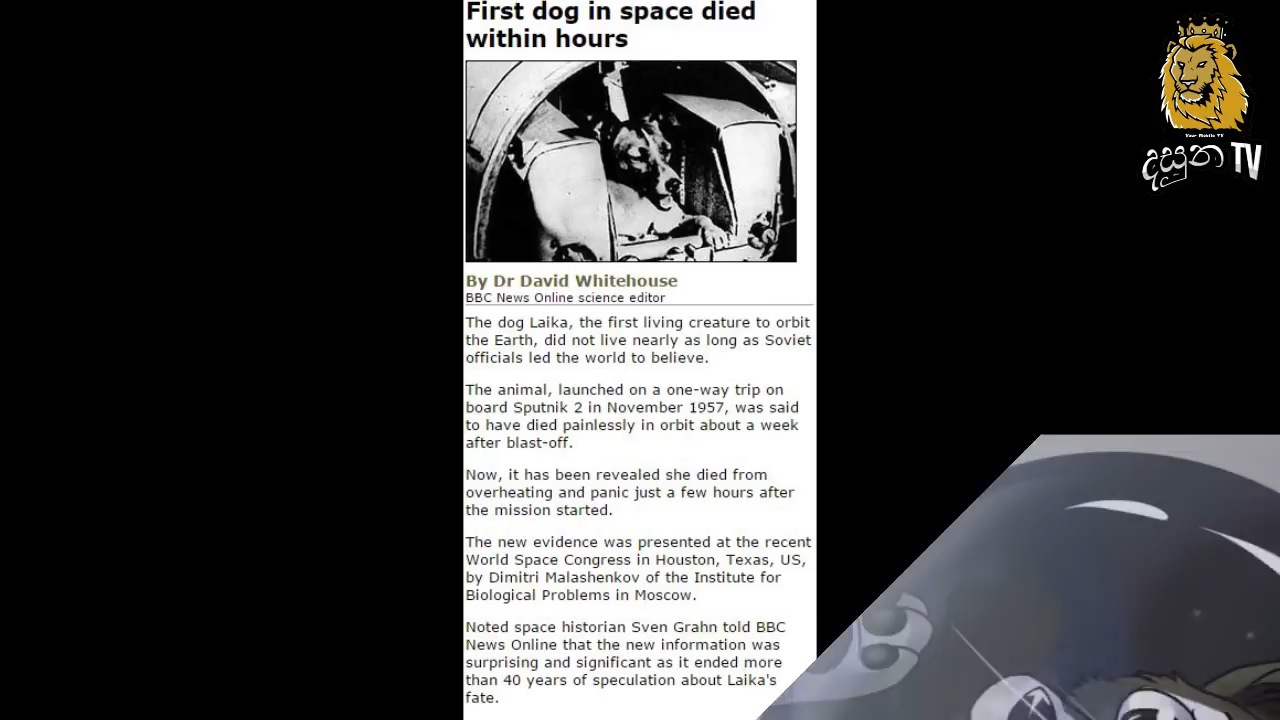 First dog in space died
within hours
By Dr David Whitehouse
BBC News Online science editor
The dog Laika, the first living creature to orbit
the Earth, did not live nearly as long as Soviet
officials led the world to believe.
The animal, launched on a one-way trip on
board Sputnik 2 in November 1957, was said
to have died painlessly in orbit about a week
after blast-off.
Now, it has been revealed she died from
overheating and panic just a few hours after
the mission started.
The new evidence was presented at the recent
World Space Congress in Houston, Texas, US,
by Dimitri Malashenkov of the Institute for
Biological Problems in Moscow.
Noted space historian Sven Grahn told BBC
News Online that the new information was
surprising and significant as it ended more
than 40 years of speculation about Laika's
fate.
Your Mobile TV
දසුන TV